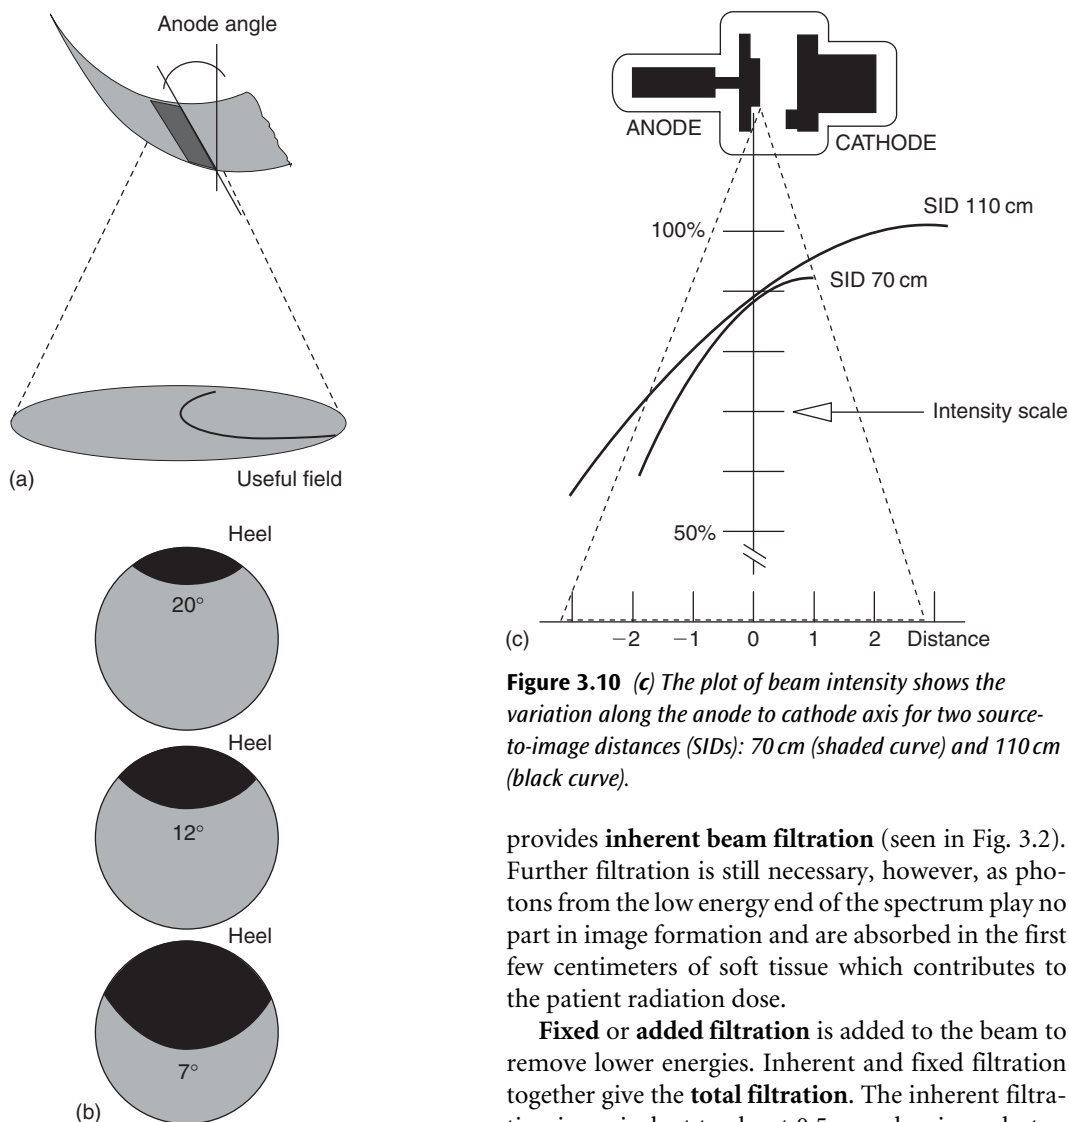 Anode angle
(a)
Useful field
Heel
20°
Heel
12°
Heel
7°
(b)
ANODE
CATHODE
SID 110 cm
100%
SID 70 cm
Intensity scale
50%
(c)
−2 −1 0 1 2 Distance
Figure 3.10 (c) The plot of beam intensity shows the
variation along the anode to cathode axis for two source-
to-image distances (SIDs): 70 cm (shaded curve) and 110 cm
(black curve).
provides inherent beam filtration (seen in Fig. 3.2).
Further filtration is still necessary, however, as pho-
tons from the low energy end of the spectrum play no
part in image formation and are absorbed in the first
few centimeters of soft tissue which contributes to
the patient radiation dose.
Fixed or added filtration is added to the beam to
remove lower energies. Inherent and fixed filtration
together give the total filtration. The inherent filtra-